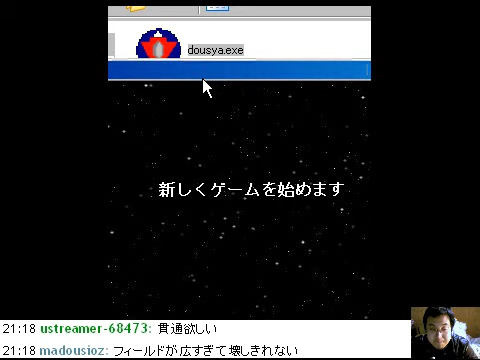 dousya.exe
新しくゲームを始めます
21:18 ustreamer-68473: 貫通欲しい
21:18 madousioz: フィールドが広すぎて壊しきれない